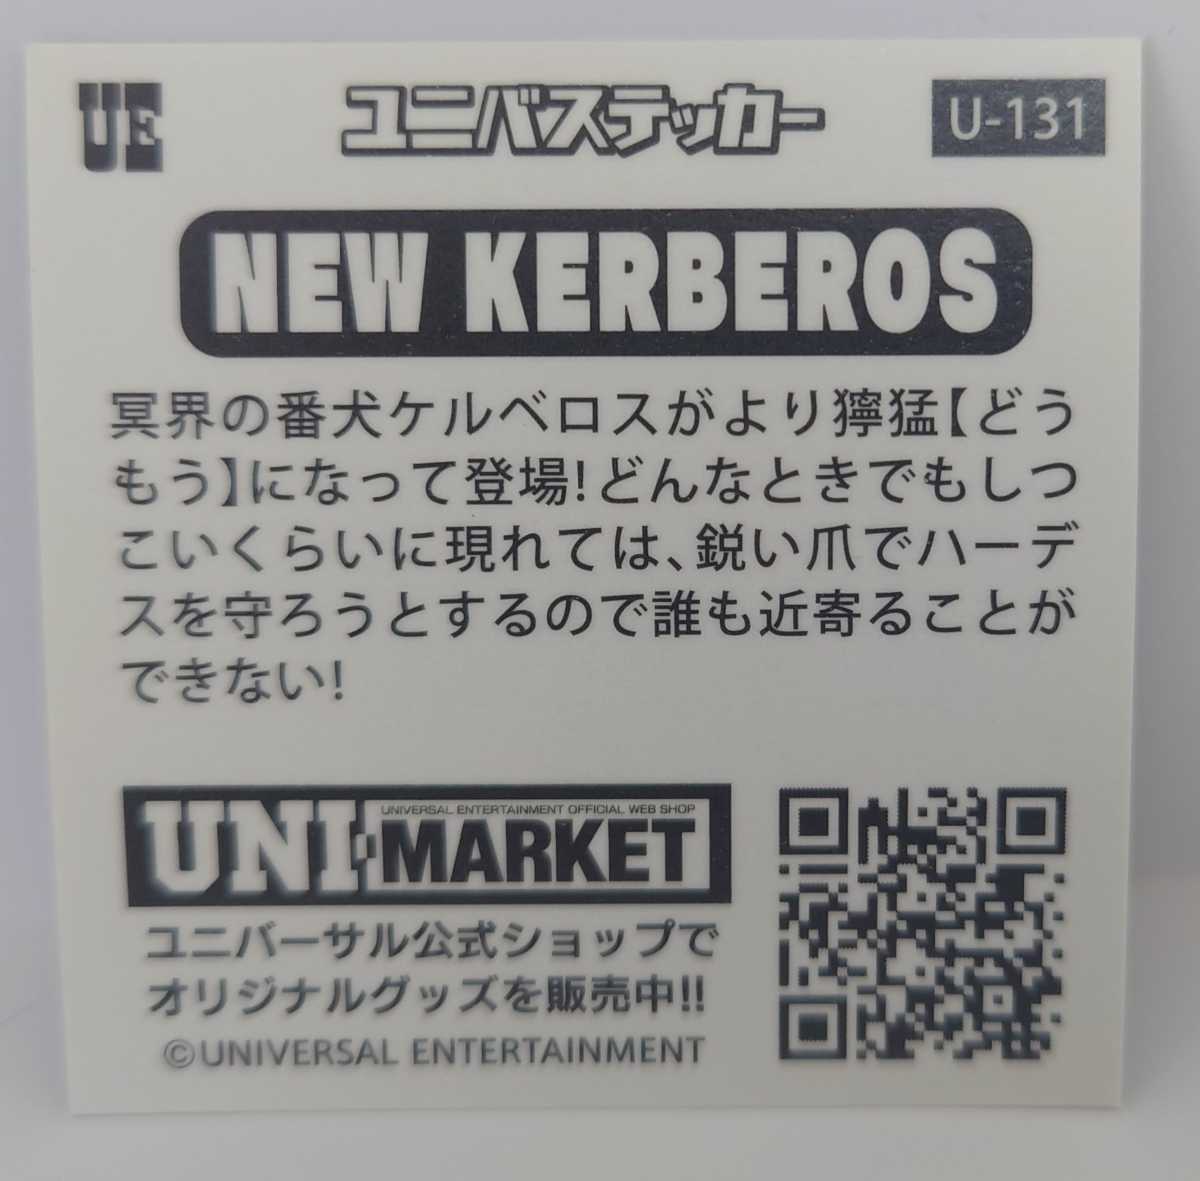 UE
ユニバステッカー
U-131
NEW KERBEROS
冥界の番犬ケルベロスがより獰猛【どう
もう】になって登場!どんなときでもしつ
こいくらいに現れては、鋭い爪でハーデ
スを守ろうとするので誰も近寄ることが
できない!
UNI-MARKET
UNIVERSAL ENTERTAINMENT OFFICIAL WEB SHOP
ユニバーサル公式ショップで
オリジナルグッズを販売中!!
©UNIVERSAL ENTERTAINMENT